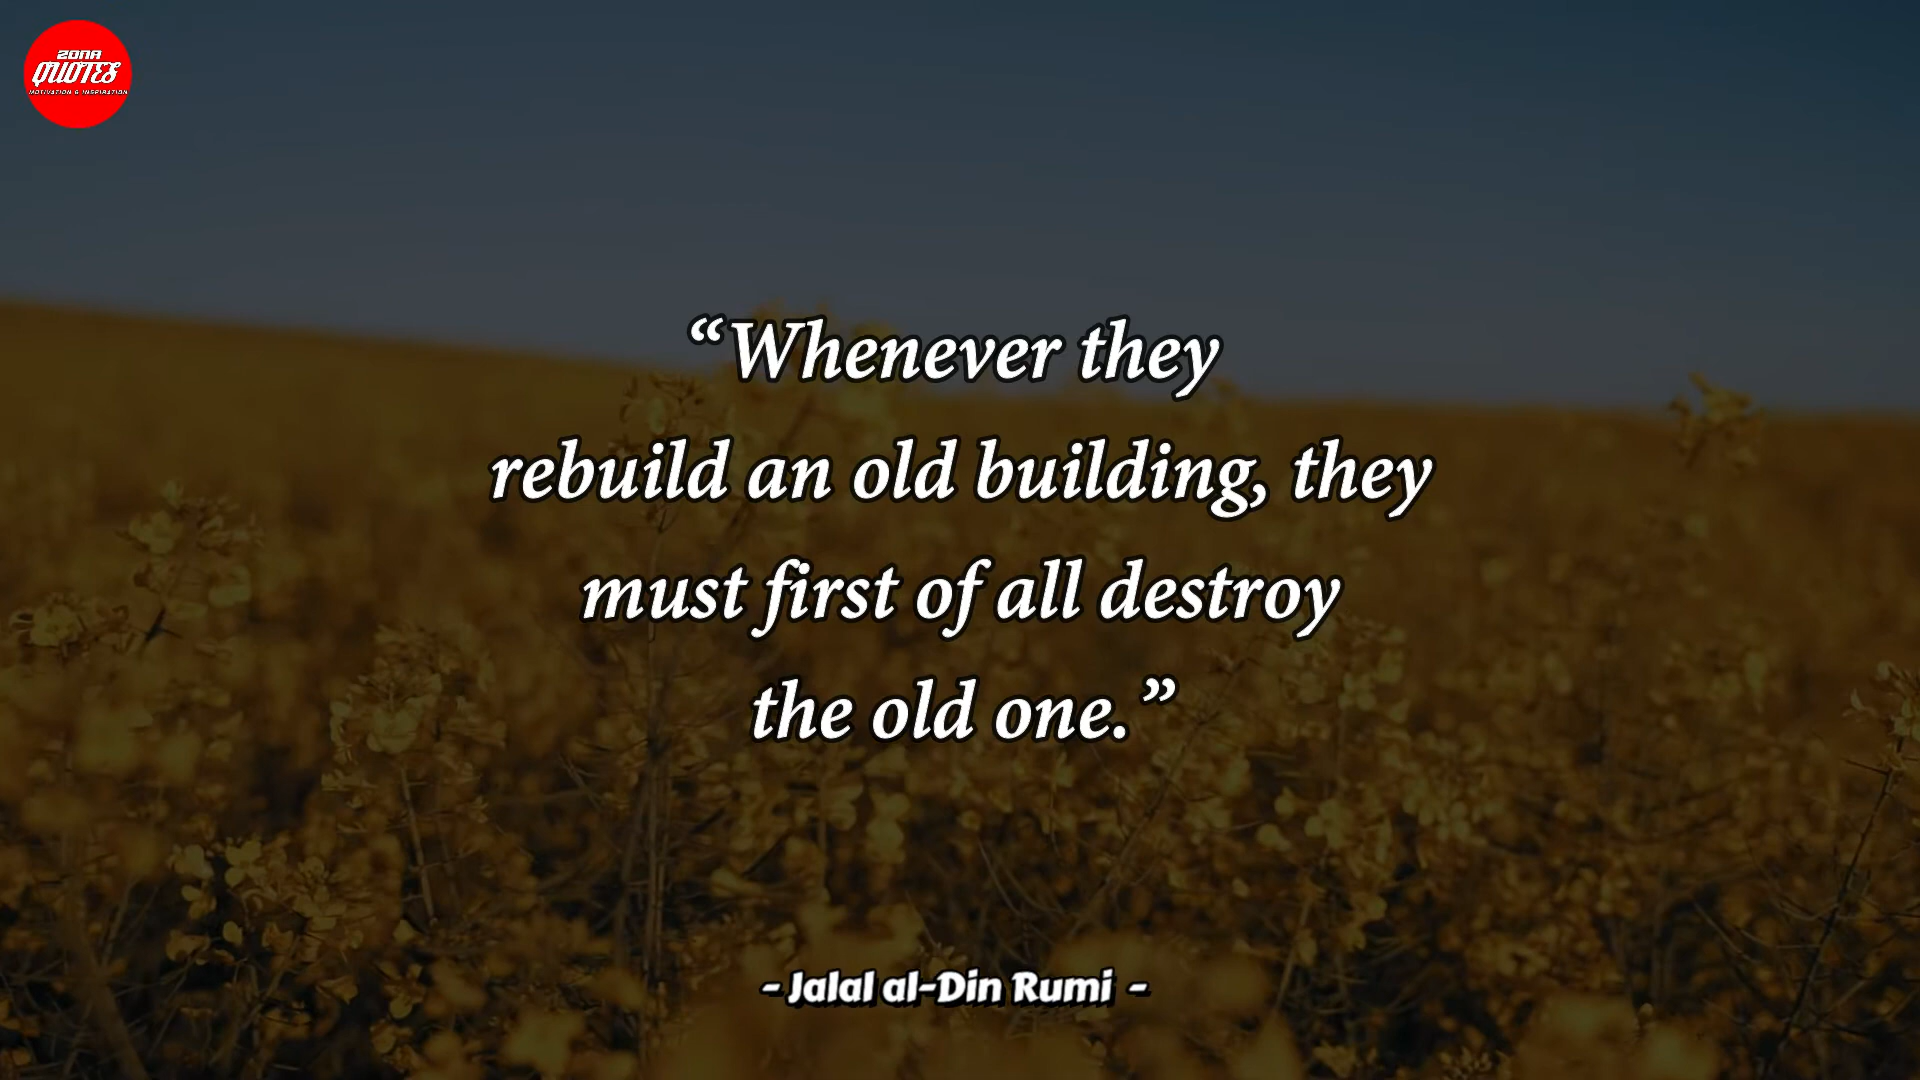 ZONA
QUOTES
MOTIVATION & INSPIRATION
“Whenever they
rebuild an old building, they
must first of all destroy
the old one.”
- Jalal al-Din Rumi -